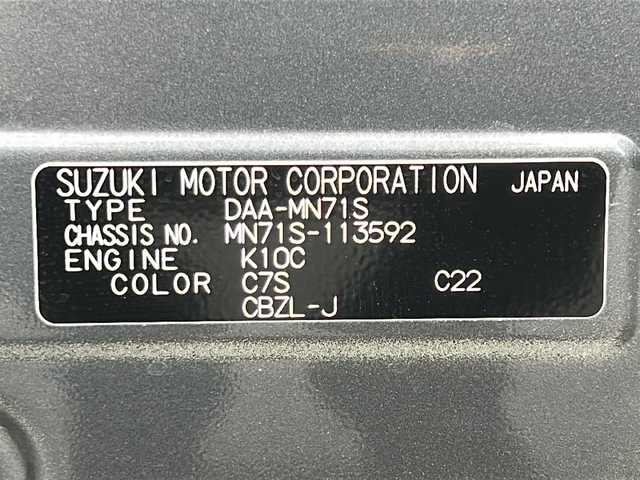 SUZUKI MOTOR CORPORATION JAPAN
TYPE DAA-MN71S
CHASSIS NO. MN71S-113592
ENGINE K10C
COLOR C7S C22
CBZL-J